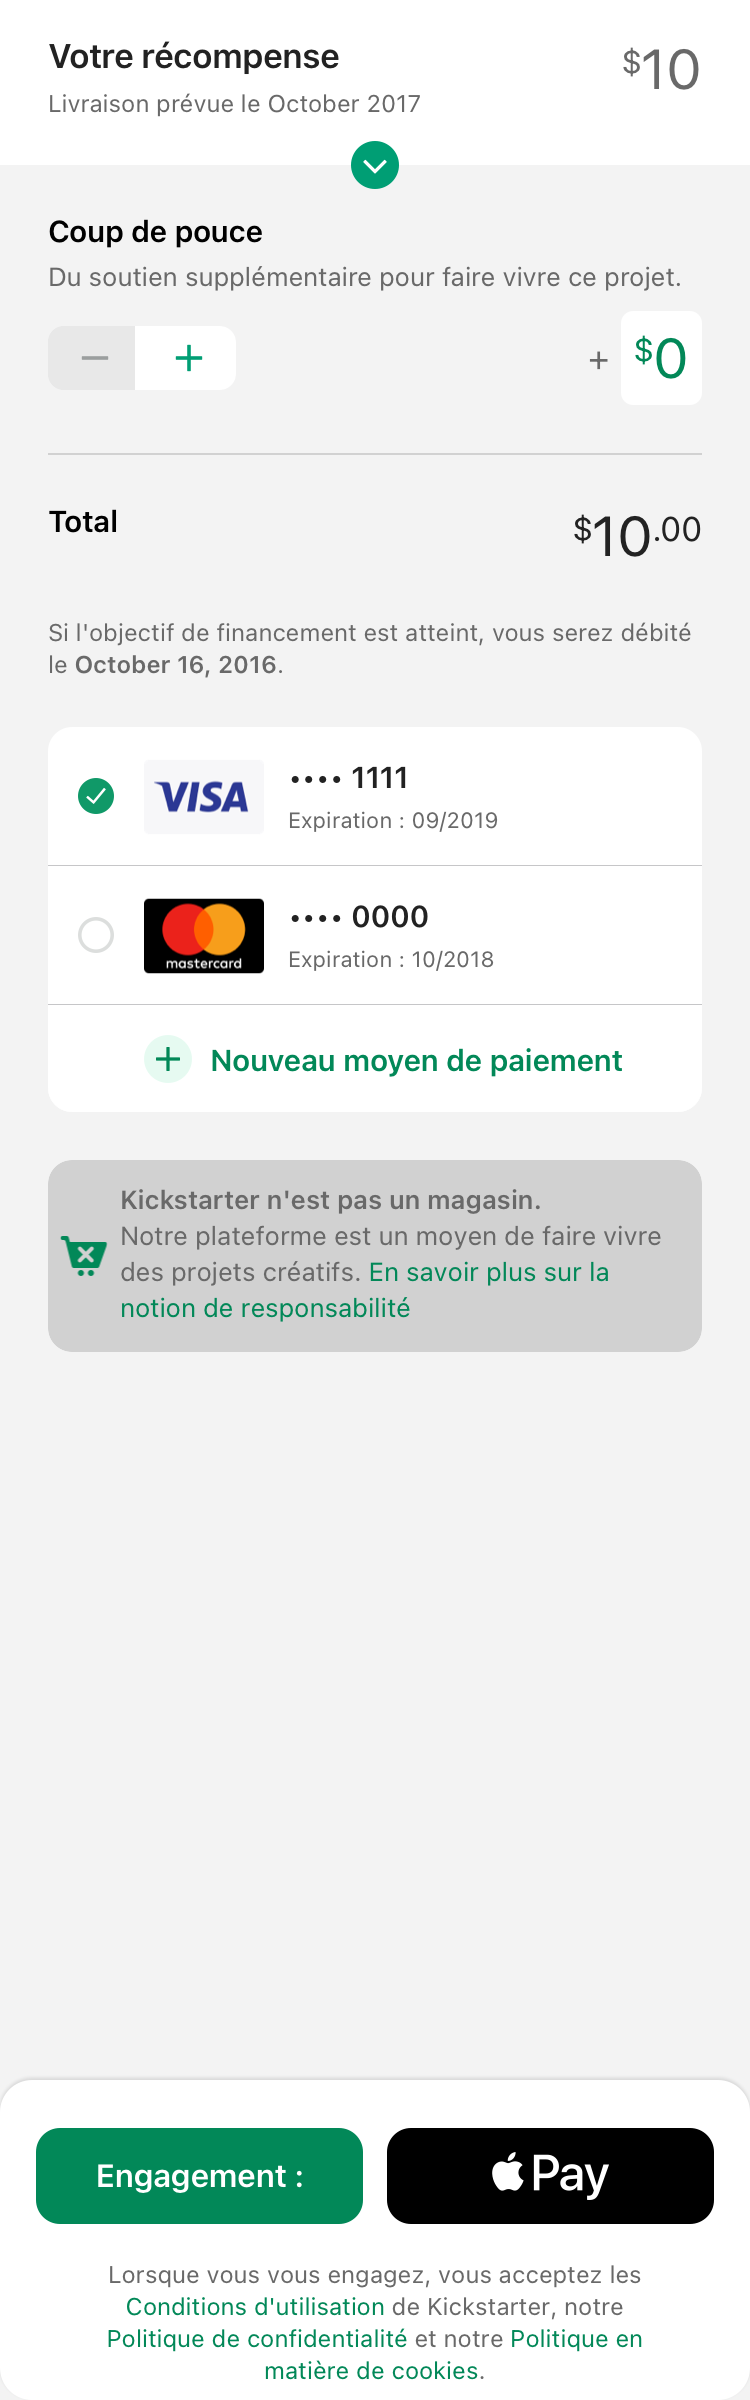 Votre récompense
$10
Livraison prévue le October 2017
Coup de pouce
Du soutien supplémentaire pour faire vivre ce projet.
+ $0
Total
$10.00
Si l'objectif de financement est atteint, vous serez débité
le October 16, 2016.
VISA
•••• 1111
Expiration : 09/2019
mastercard
•••• 0000
Expiration : 10/2018
Nouveau moyen de paiement
Kickstarter n'est pas un magasin.
Notre plateforme est un moyen de faire vivre
des projets créatifs. En savoir plus sur la
notion de responsabilité
Engagement :
Pay
Lorsque vous vous engagez, vous acceptez les
Conditions d'utilisation de Kickstarter, notre
Politique de confidentialité et notre Politique en
matière de cookies.